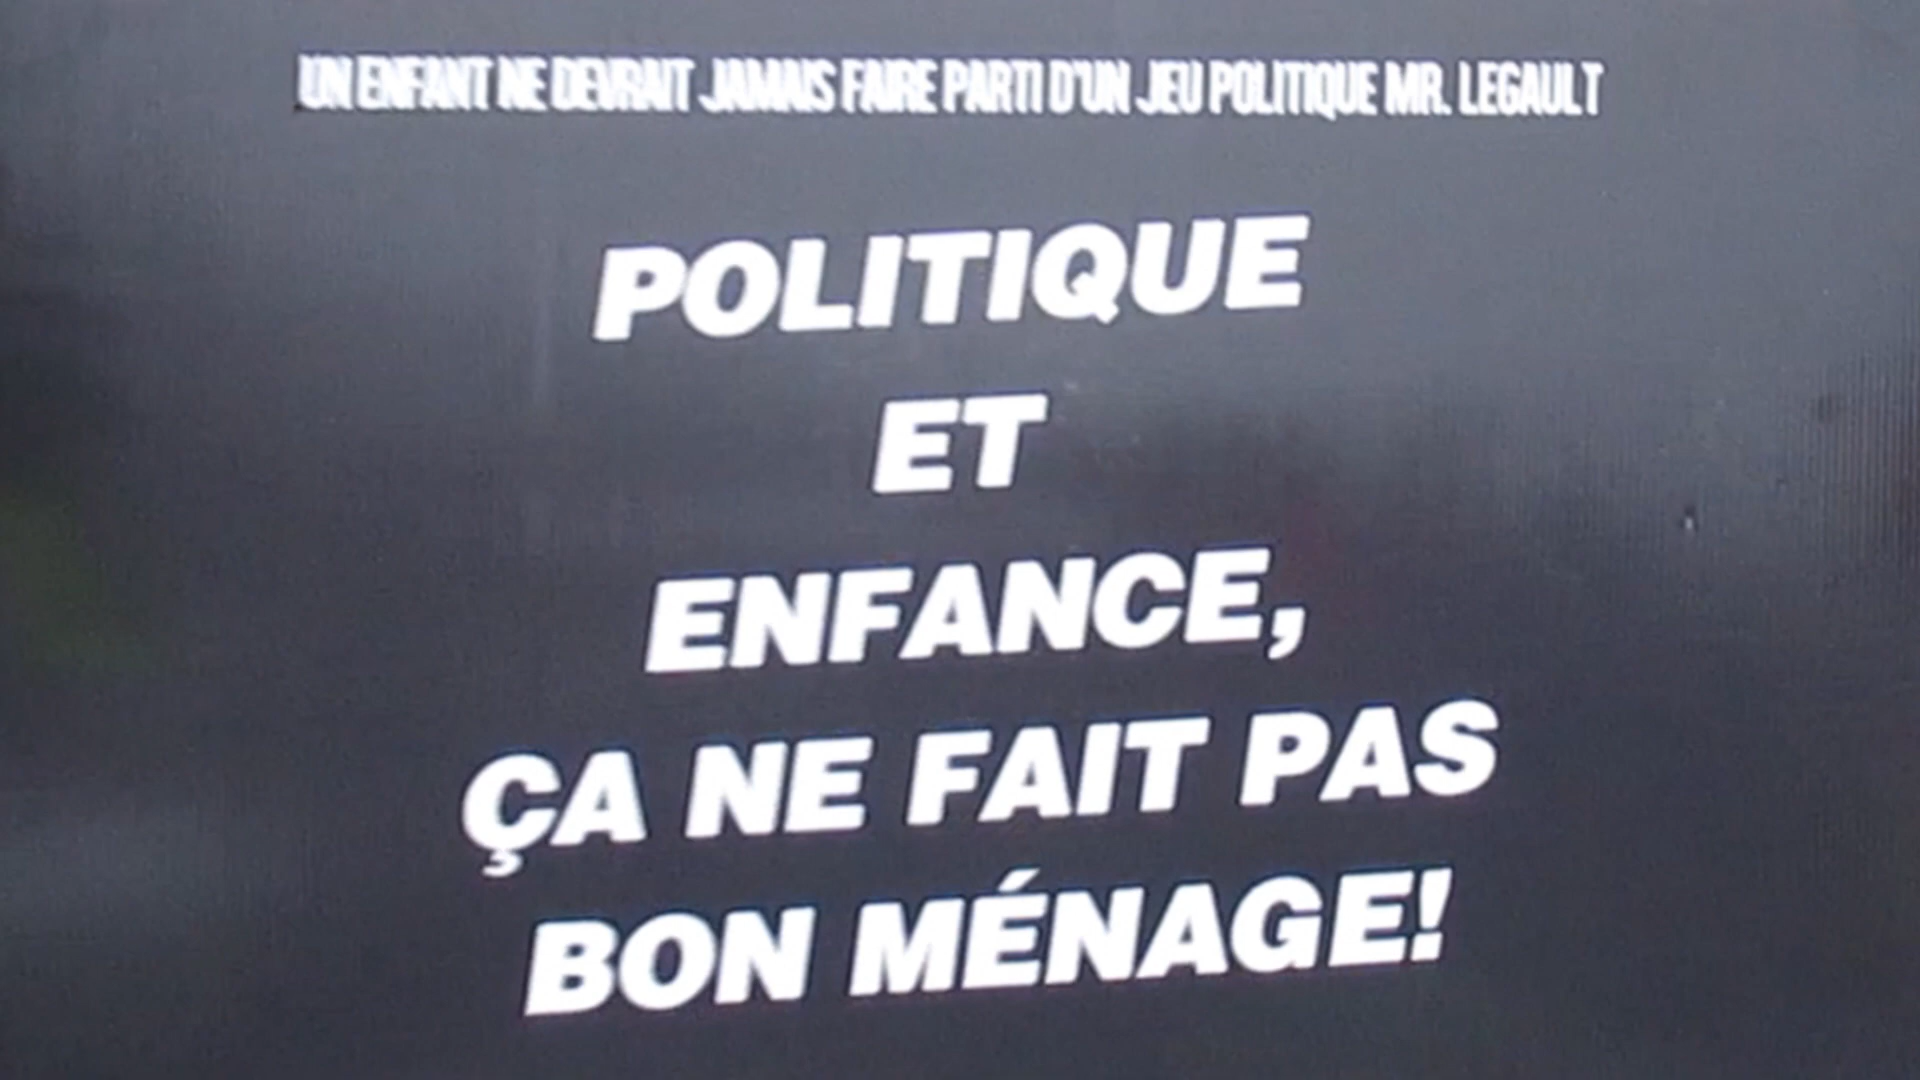 UN ENFANT NE DEVRAIT JAMAIS FAIRE PARTI D'UN JEU POLITIQUE MR. LEGAULT
POLITIQUE
ET
ENFANCE,
ÇA NE FAIT PAS
BON MÉNAGE!